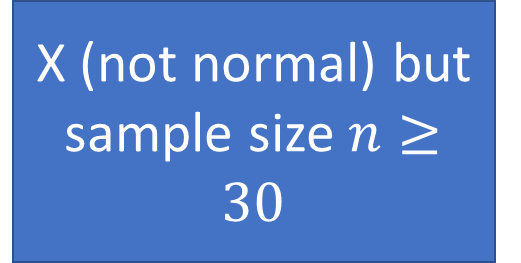 X (not normal) but
sample size 𝑛 ≥
30